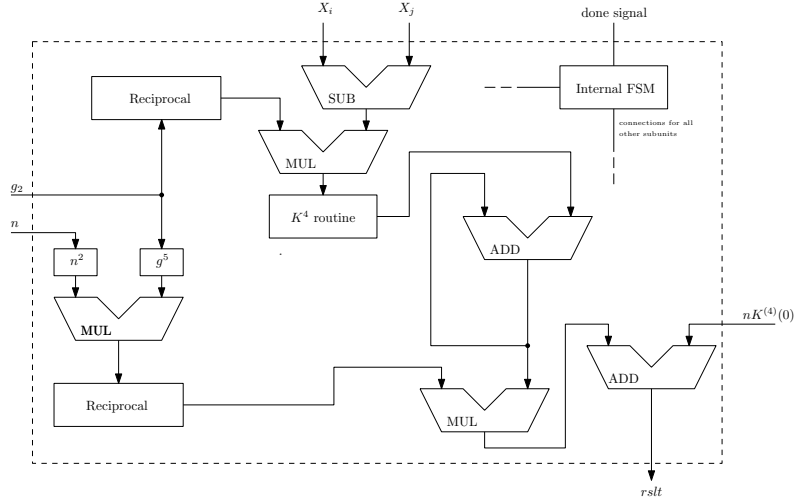 X_i X_j
done signal
Reciprocal
SUB
Internal FSM
connections for all
other subunits
MUL
g_2
K^4 routine
n
ADD
n^2
g^5
nK^{(4)}(0)
MUL
ADD
Reciprocal
MUL
rslt